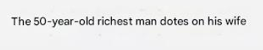 The 50-year-old richest man dotes on his wife